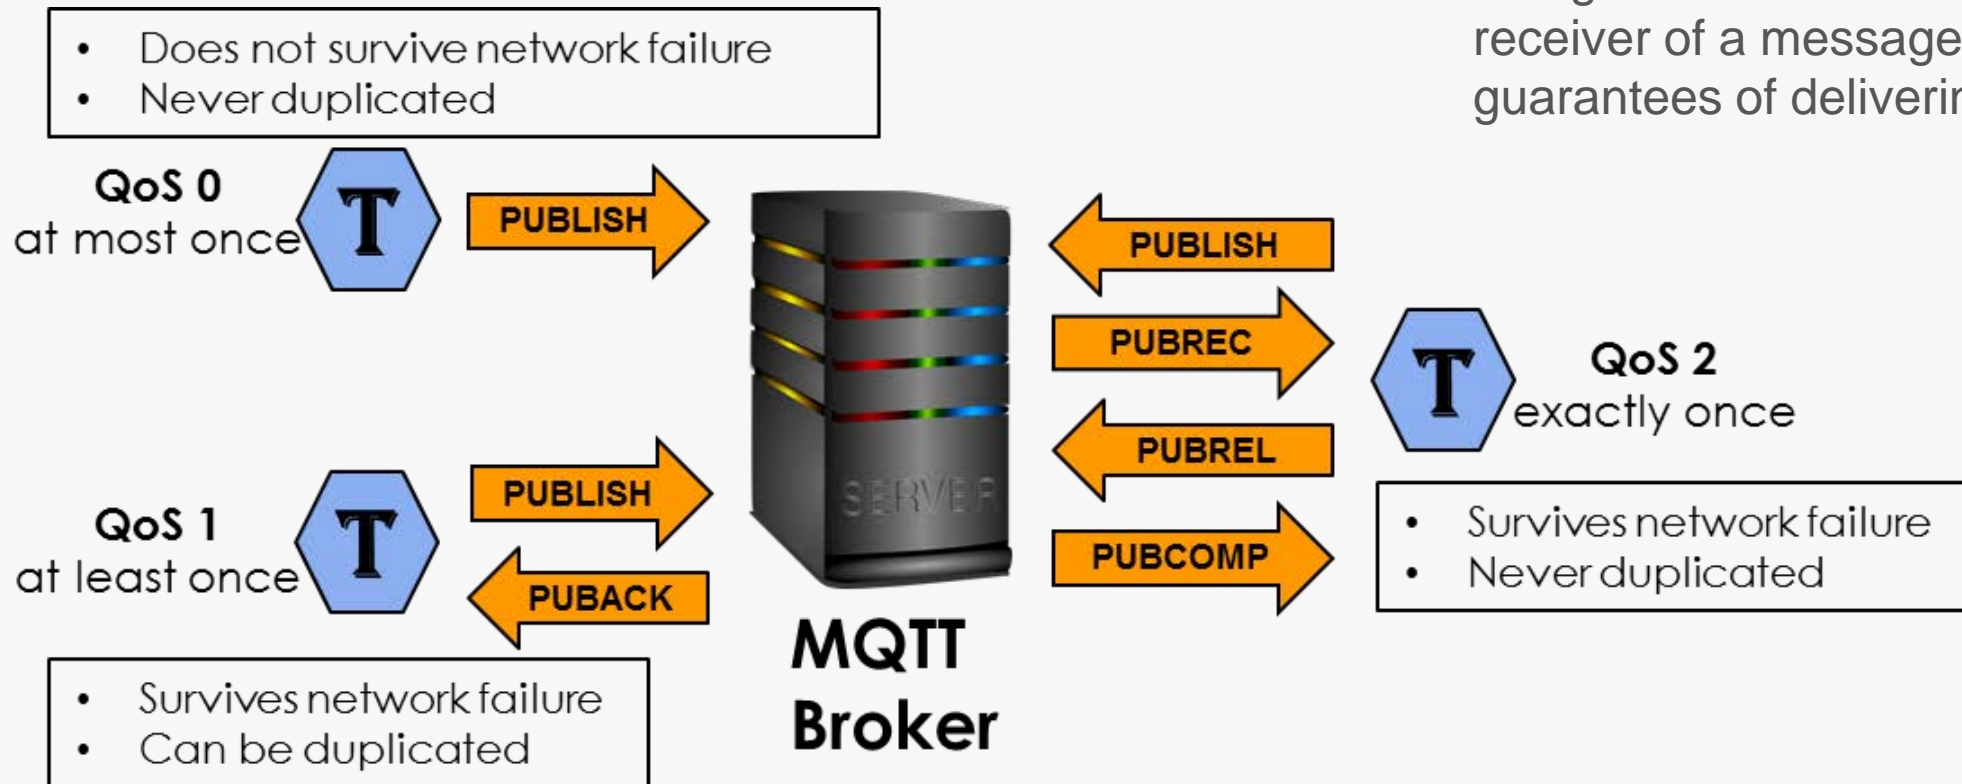 receiver of a message
guarantees of
• Does not survive network failure
• Never duplicated
QoS 0
at most once
T
PUBLISH
QoS 1
at least once
T
PUBLISH
PUBACK
• Survives network failure
• Can be duplicated
SERVER
MQTT
Broker
PUBLISH
PUBREC
PUBREL
PUBCOMP
T
QoS 2
exactly once
• Survives network failure
• Never duplicated